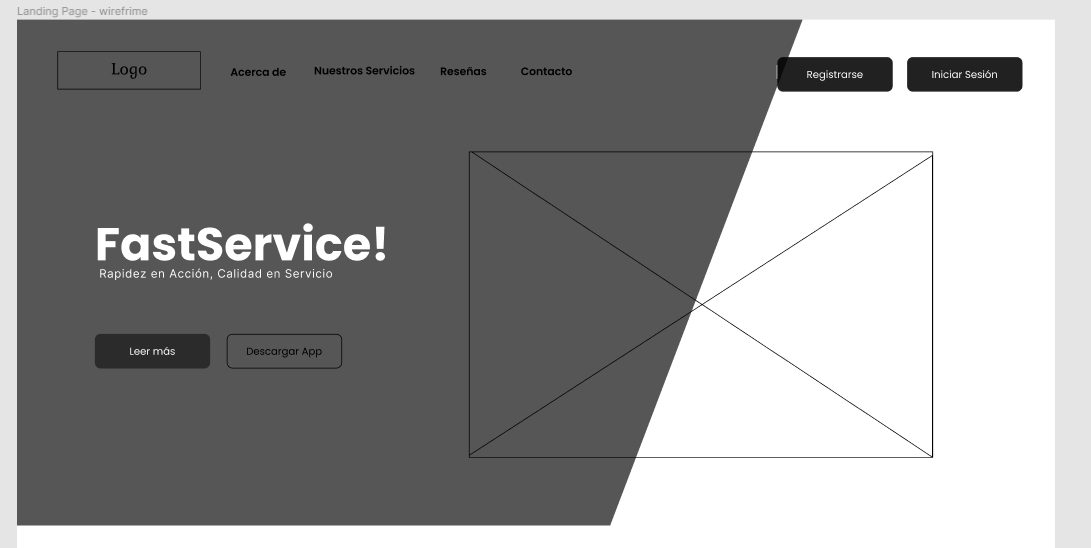 Landing Page - wirefrime
Logo
Acerca de
Nuestros Servicios
Reseñas
Contacto
Registrarse
Iniciar Sesión
FastService!
Rapidez en Acción, Calidad en Servicio
Leer más
Descargar App